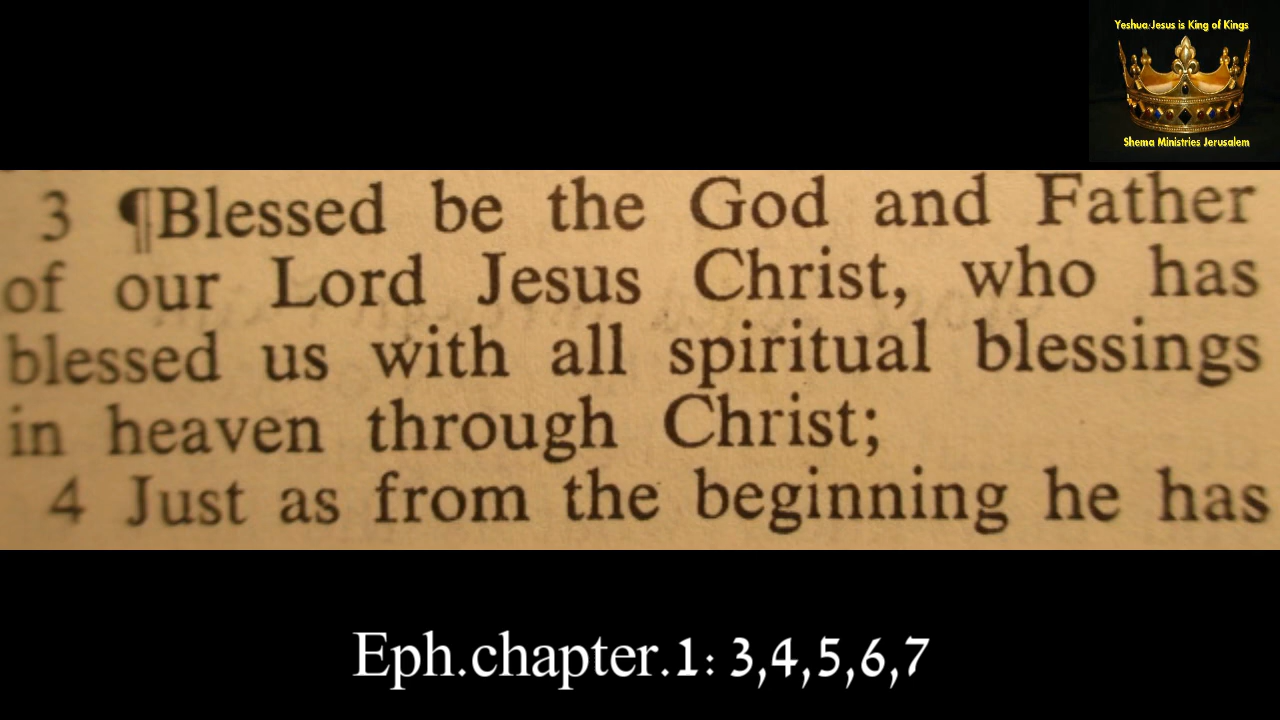 Yeshua-Jesus is King of Kings
Shema Ministries Jerusalem
3 ¶Blessed be the God and Father
of our Lord Jesus Christ, who has
blessed us with all spiritual blessings
in heaven through Christ;
4 Just as from the beginning he has
Eph.chapter.1: 3,4,5,6,7